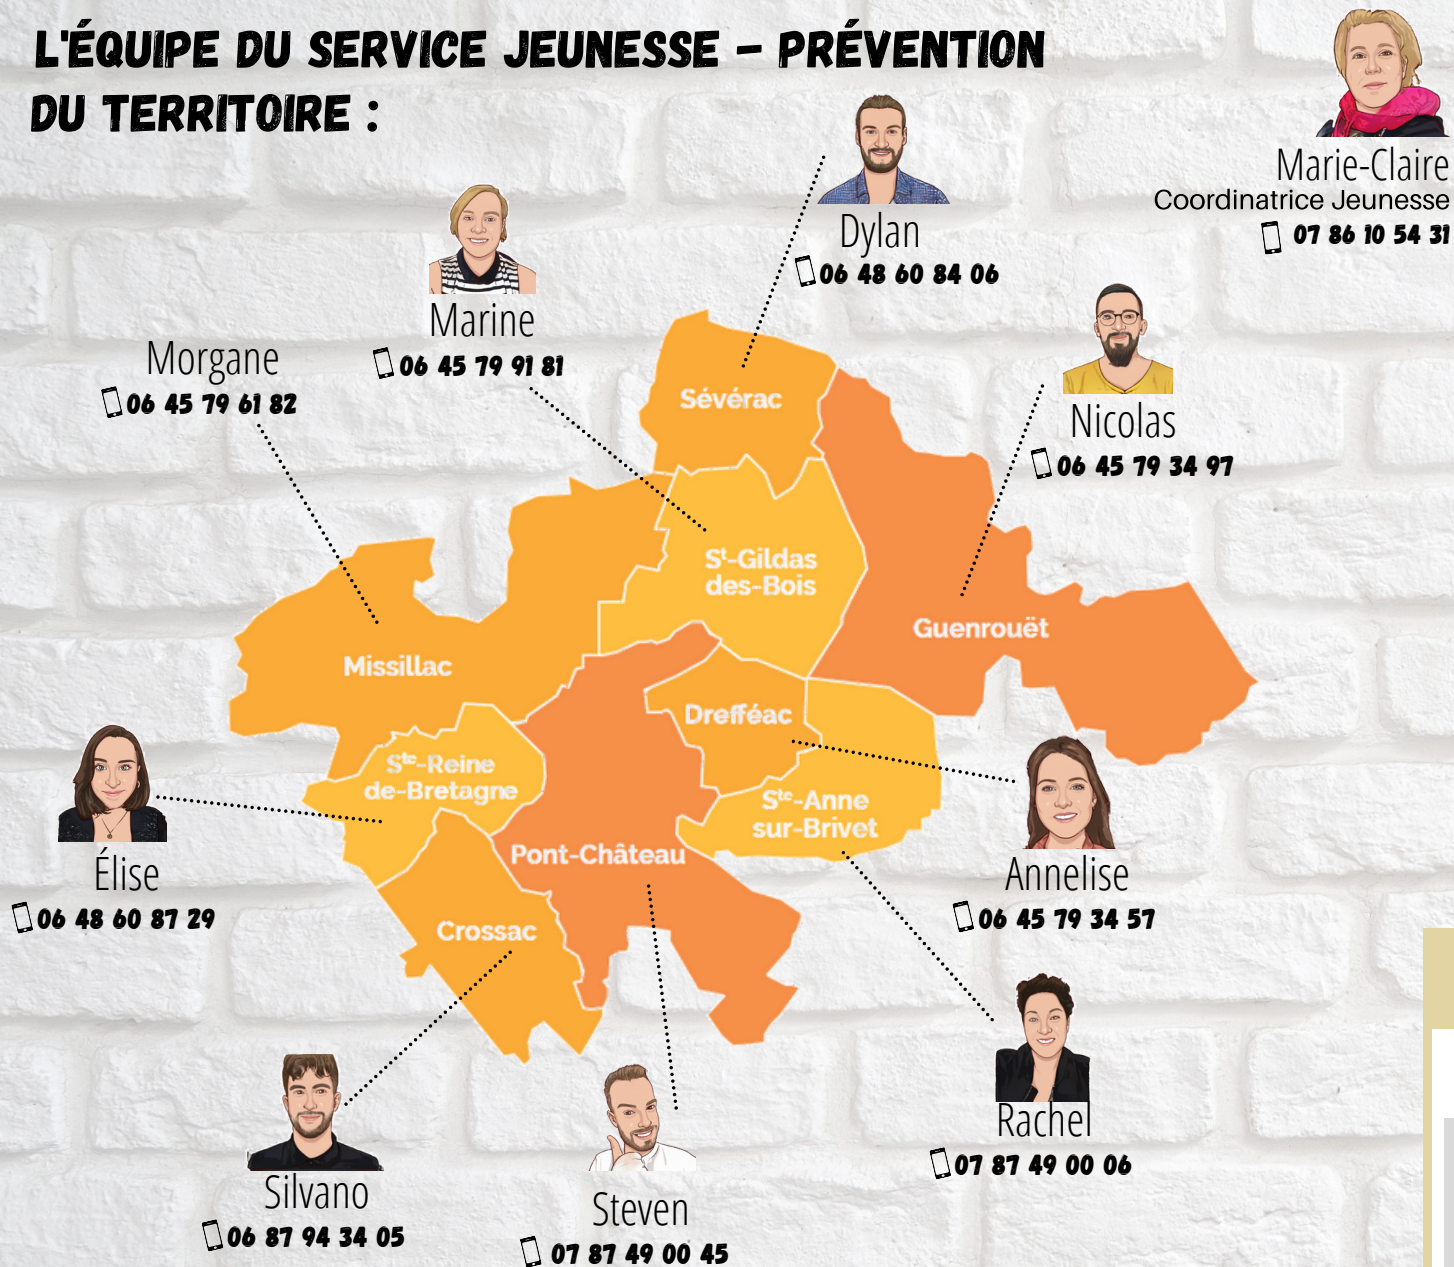 L'ÉQUIPE DU SERVICE JEUNESSE – PRÉVENTION
DU TERRITOIRE :
Marie-Claire
Coordinatrice Jeunesse
07 86 10 54 31
Dylan
06 48 60 84 06
Marine
06 45 79 91 81
Morgane
06 45 79 61 82
Nicolas
06 45 79 34 97
Sévérac
St-Gildas
des-Bois
Guenrouët
Missillac
Drefféac
Ste-Reine
de-Bretagne
Ste-Anne
sur-Brivet
Pont-Château
Crossac
Élise
06 48 60 87 29
Annelise
06 45 79 34 57
Rachel
07 87 49 00 06
Silvano
06 87 94 34 05
Steven
07 87 49 00 45